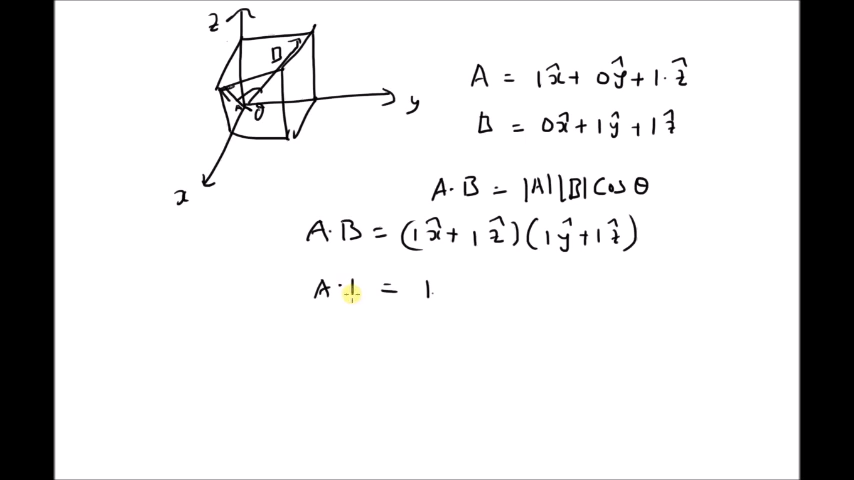 z
B
A
θ
y
x
A = 1x̂ + 0ŷ + 1.ẑ
B = 0x̂ + 1ŷ + 1ẑ
A.B = |A||B| Cos θ
A.B = (1x̂ + 1ẑ)(1ŷ + 1ẑ)
A. = 1.